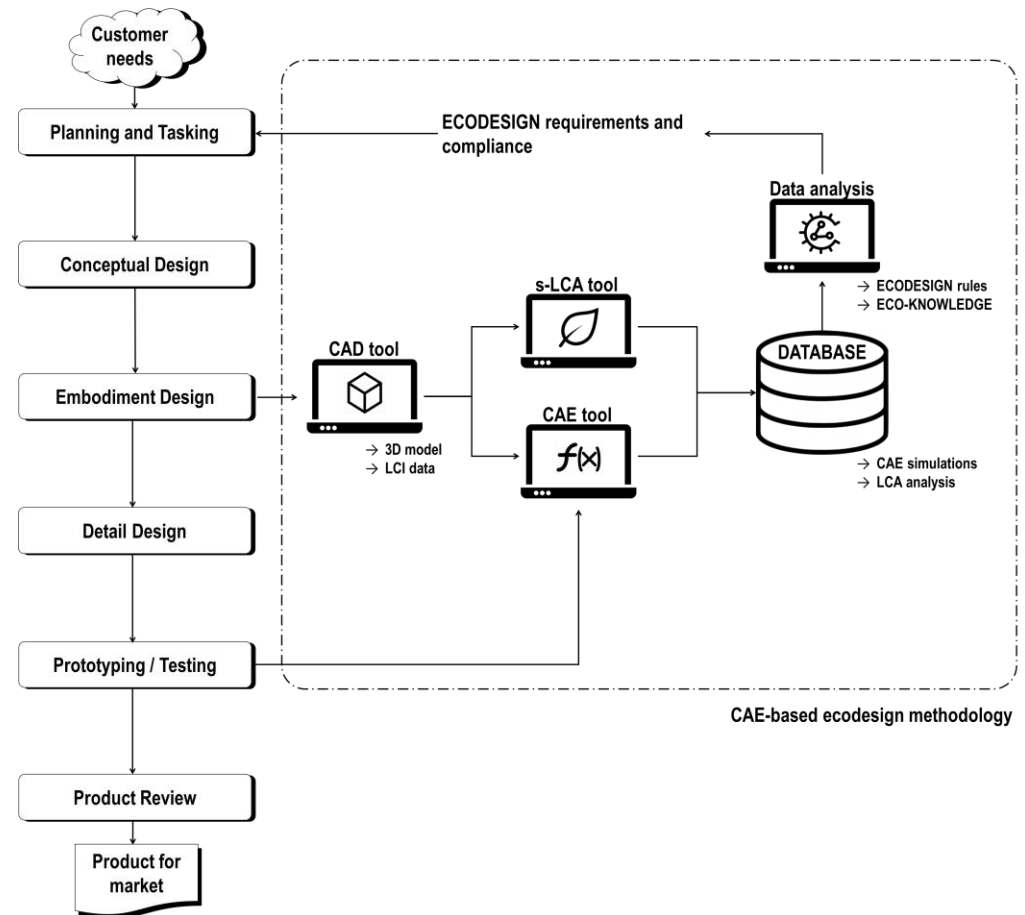 Customer
needs
Planning and Tasking
ECODESIGN requirements and
compliance
Data analysis
→ ECODESIGN rules
→ ECO-KNOWLEDGE
Conceptual Design
s-LCA tool
CAD tool
DATABASE
Embodiment Design
→ 3D model
→ LCI data
CAE tool
f(x)
→ CAE simulations
→ LCA analysis
Detail Design
Prototyping / Testing
CAE-based ecodesign methodology
Product Review
Product for
market